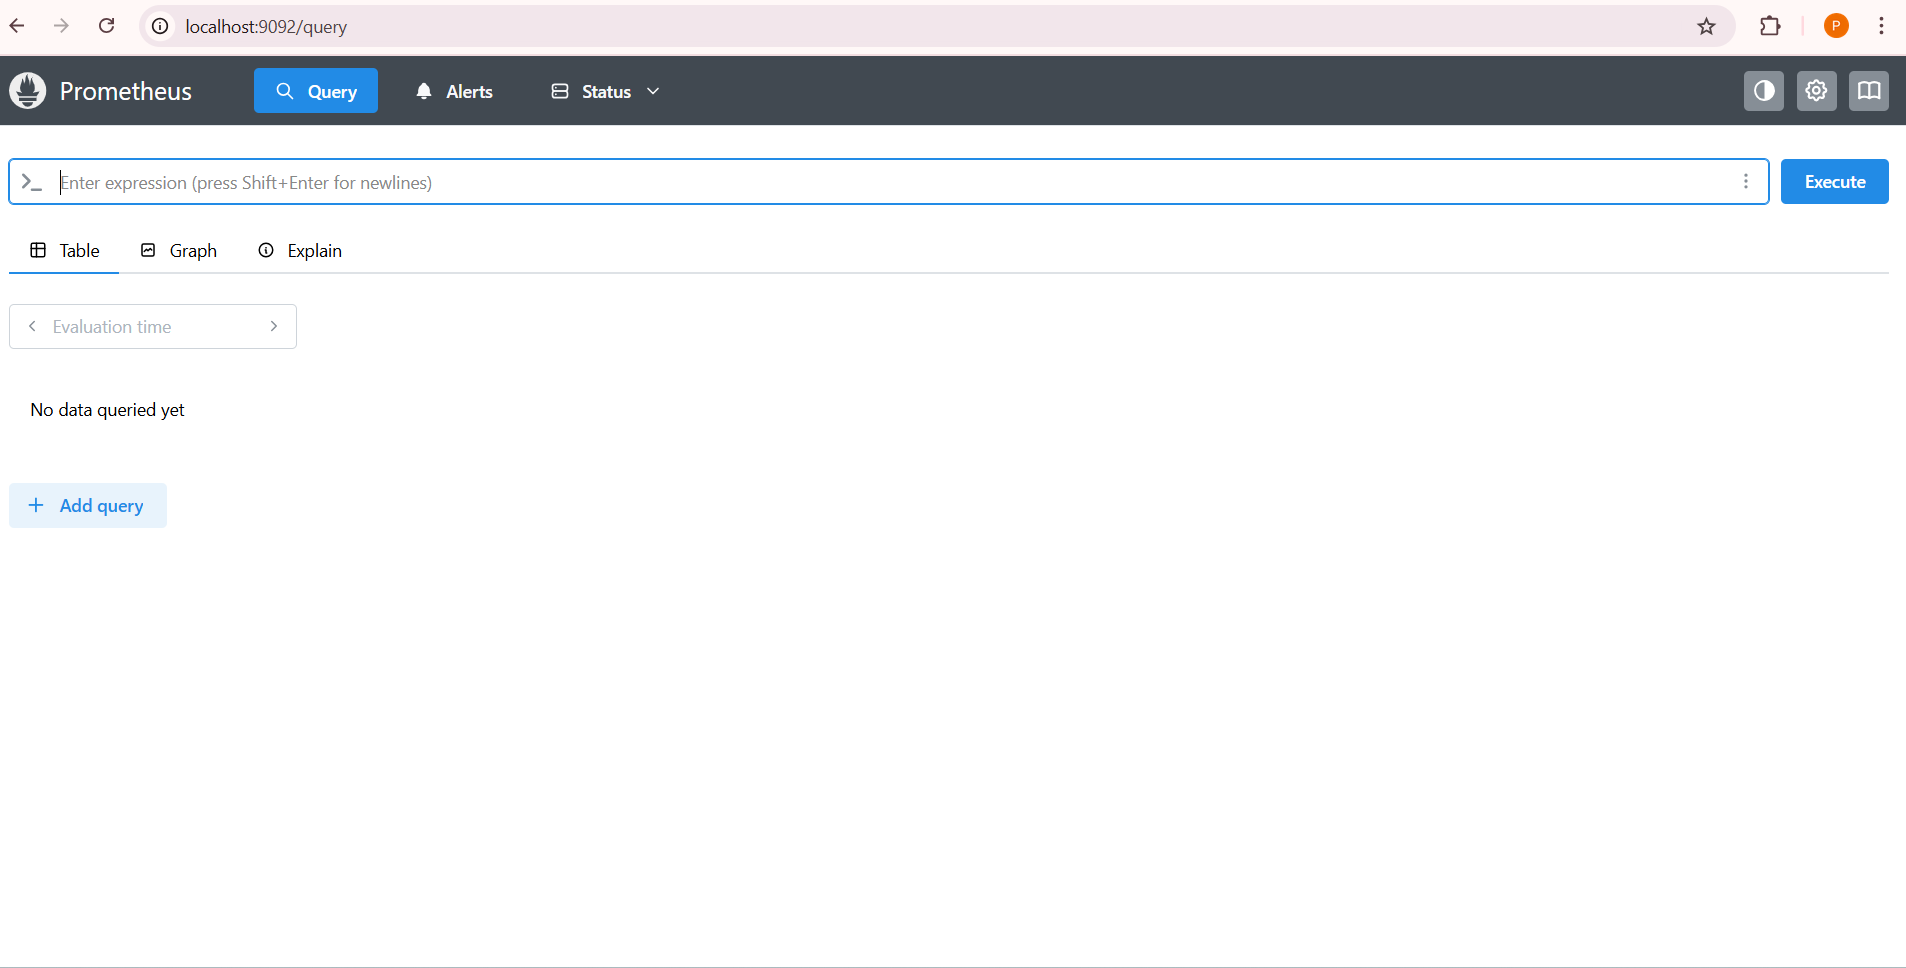 localhost:9092/query
P
Prometheus Query Alerts Status
Enter expression (press Shift+Enter for newlines)
Execute
Table Graph Explain
Evaluation time
No data queried yet
Add query